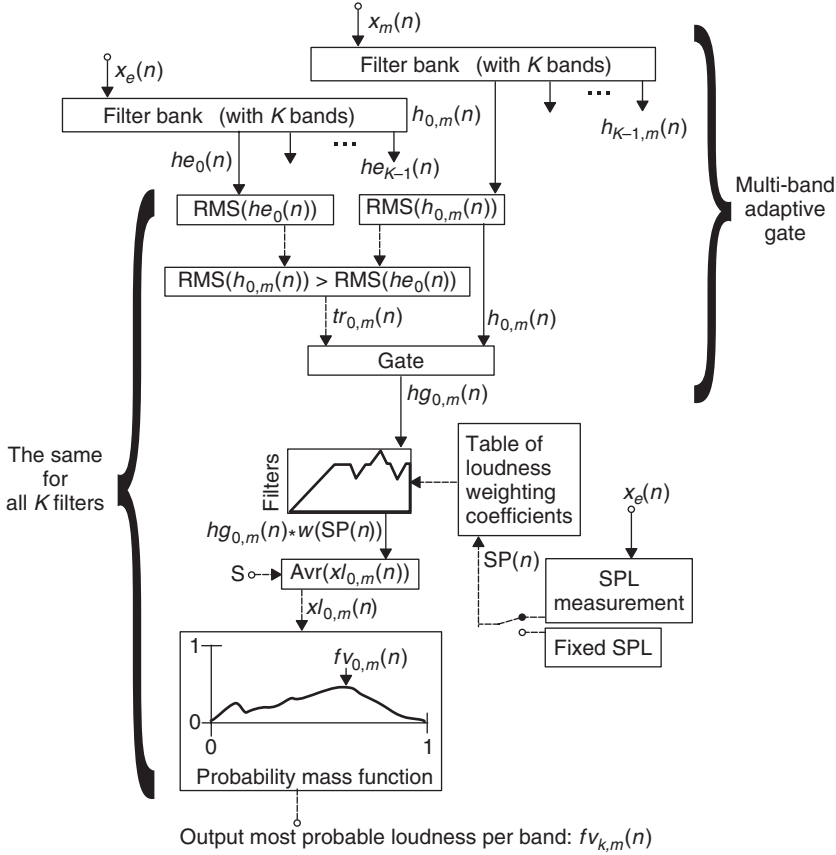 x_m(n)
Filter bank (with K bands)
x_e(n)
Filter bank (with K bands)
h_{0,m}(n)
...
h_{K–1,m}(n)
he_0(n)
...
he_{K–1}(n)
RMS(he_0(n))
RMS(h_{0,m}(n))
Multi-band
adaptive
gate
RMS(h_{0,m}(n)) > RMS(he_0(n))
tr_{0,m}(n)
h_{0,m}(n)
Gate
hg_{0,m}(n)
The same
for
all K filters
Filters
Table of
loudness
weighting
coefficients
x_e(n)
hg_{0,m}(n)*w(SP(n))
SP(n)
S
Avr(xl_{0,m}(n))
SPL
measurement
xl_{0,m}(n)
Fixed SPL
1
fv_{0,m}(n)
0
0
1
Probability mass function
Output most probable loudness per band: fv_{k,m}(n)